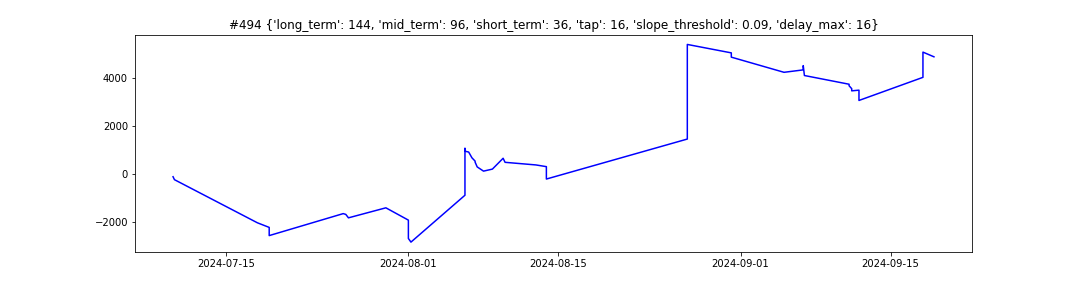 #494 {'long_term': 144, 'mid_term': 96, 'short_term': 36, 'tap': 16, 'slope_threshold': 0.09, 'delay_max': 16}
4000
2000
0
−2000
2024-07-15 2024-08-01 2024-08-15 2024-09-01 2024-09-15